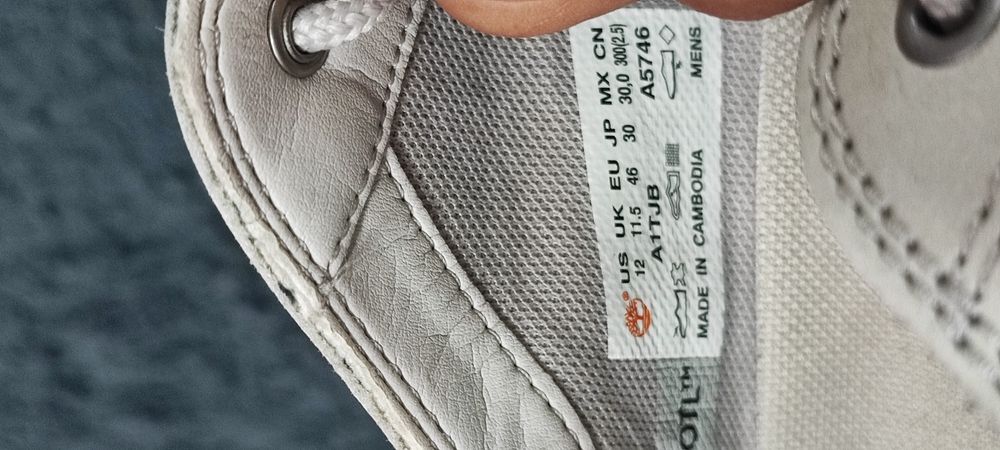 US UK EU JP MX CN
12 11.5 46 30 30,0 300(2.5)
A1TJB A5746
MADE IN CAMBODIA MENS
OTL™